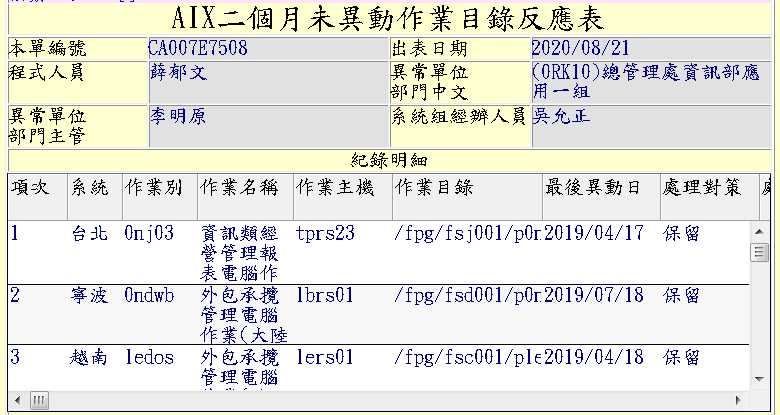 AIX二個月未異動作業目錄反應表
本單編號 CA007E7508 出表日期 2020/08/21
程式人員 薛郁文 異常單位部門中文 (0RK10)總管理處資訊部應用一組
異常單位部門主管 李明原 系統組經辦人員 吳允正
紀錄明細
項次 系統 作業別 作業名稱 作業主機 作業目錄 最後異動日 處理對策
1 台北 0nj03 資訊類經營管理報表電腦作 tprs23 /fpg/fsj001/p0n 2019/04/17 保留
2 寧波 0ndwb 外包承攬管理電腦作業(大陸 lbrs01 /fpg/fsd001/p0n 2019/07/18 保留
3 越南 ledos 外包承攬管理電腦 lers01 /fpg/fsc001/ple 2019/04/18 保留